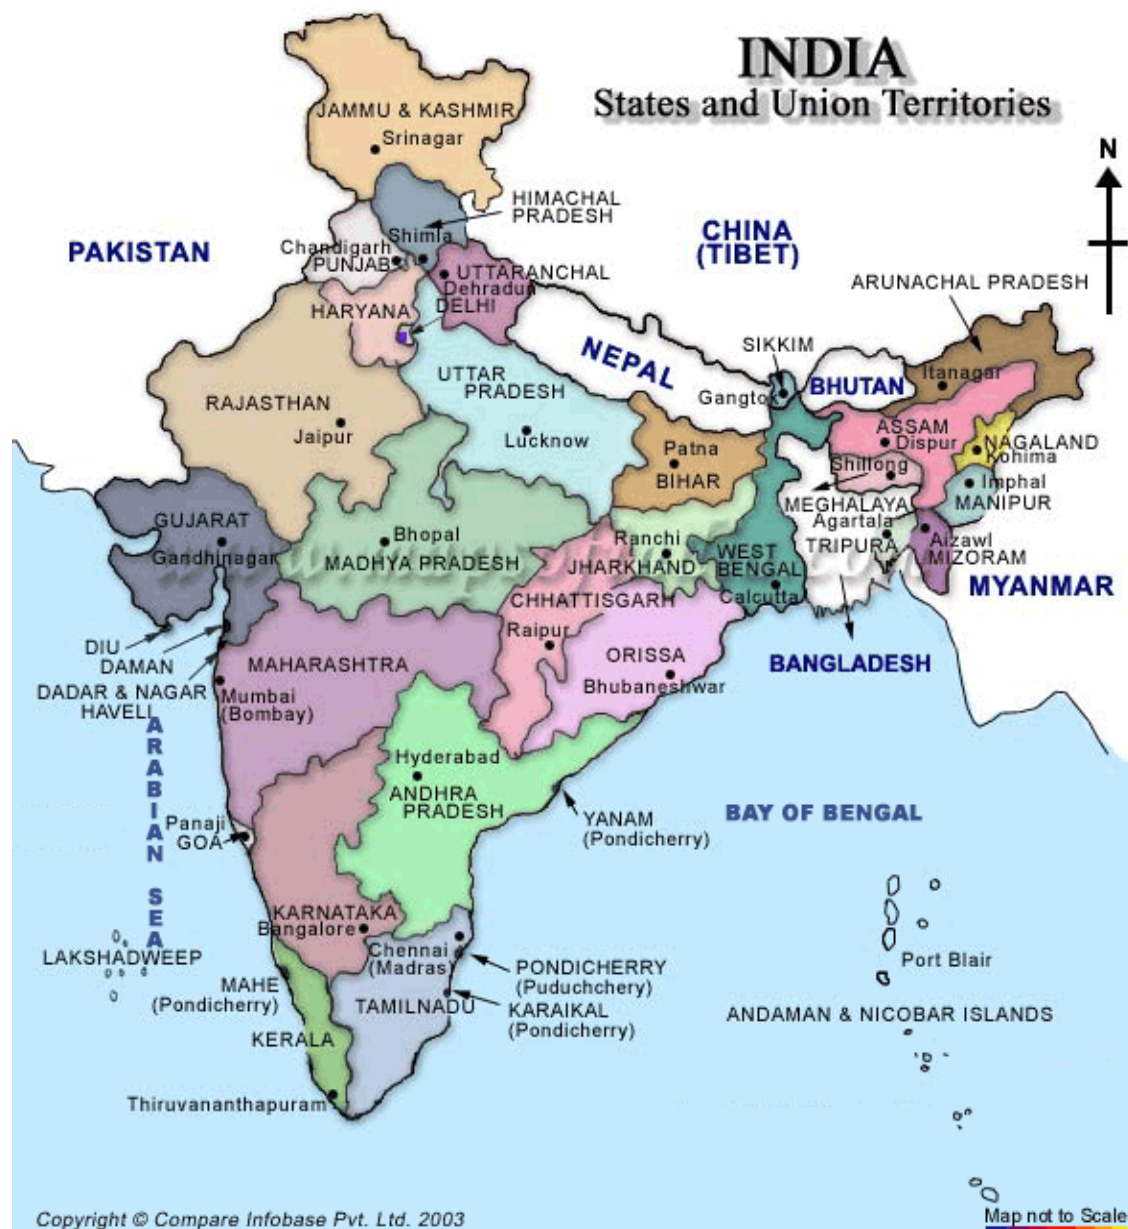 INDIA
States and Union Territories
N
JAMMU & KASHMIR
Srinagar
HIMACHAL
PRADESH
PAKISTAN
CHINA
(TIBET)
Shimla
Chandigarh
PUNJAB
UTTARANCHAL
Dehradun
DELHI
HARYANA
ARUNACHAL PRADESH
NEPAL
SIKKIM
Gangtok
BHUTAN
Itanagar
UTTAR
PRADESH
Lucknow
RAJASTHAN
Jaipur
Patna
BIHAR
ASSAM
Dispur
NAGALAND
Kohima
Shillong
MEGHALAYA
Imphal
MANIPUR
Agartala
TRIPURA
Aizawl
MIZORAM
MYANMAR
GUJARAT
Gandhinagar
Bhopal
MADHYA PRADESH
Ranchi
JHARKHAND
WEST
BENGAL
Calcutta
CHHATTISGARH
Raipur
ORISSA
Bhubaneshwar
BANGLADESH
DIU
DAMAN
DADAR & NAGAR
HAVELI
MAHARASHTRA
Mumbai
(Bombay)
ARABIAN SEA
Hyderabad
ANDHRA
PRADESH
YANAM
(Pondicherry)
BAY OF BENGAL
Panaji
GOA
KARNATAKA
Bangalore
LAKSHADWEEP
Chennai
(Madras)
PONDICHERRY
(Puduchchery)
Port Blair
MAHE
(Pondicherry)
TAMILNADU
KARAIKAL
(Pondicherry)
ANDAMAN & NICOBAR ISLANDS
KERALA
Thiruvananthapuram
Copyright © Compare Infobase Pvt. Ltd. 2003
Map not to Scale